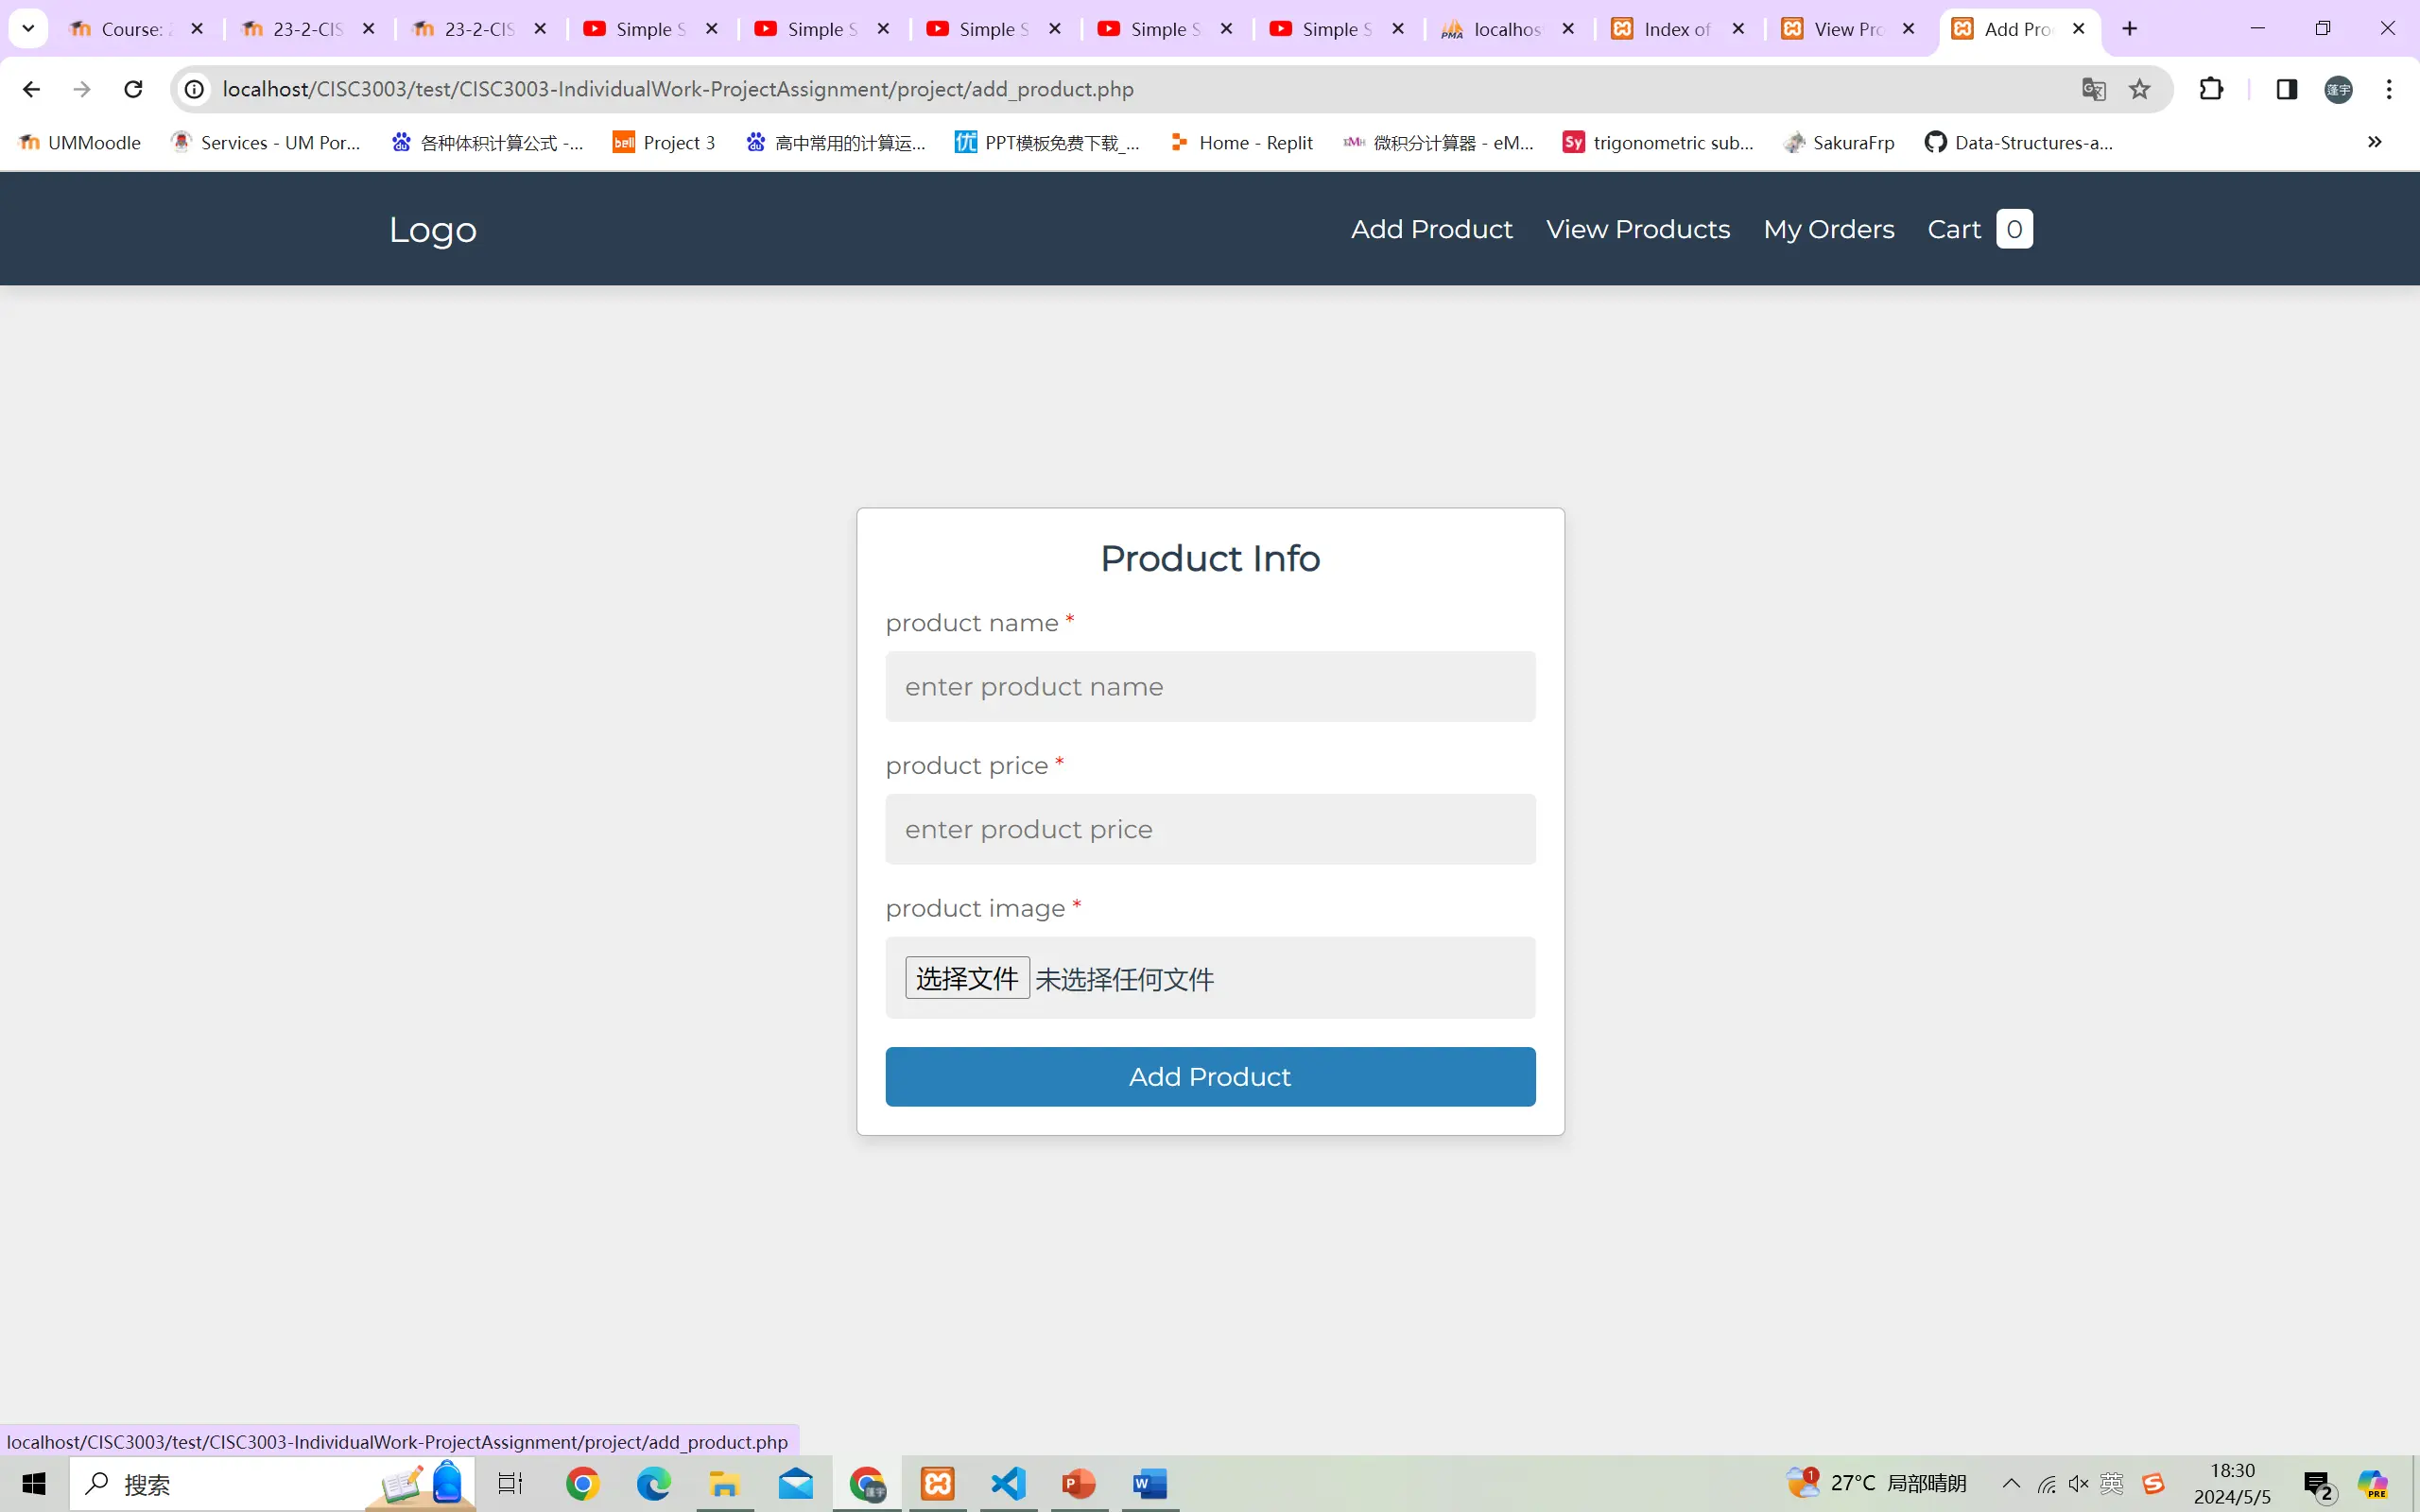 Course: 2
23-2-CIS
23-2-CIS
Simple S
Simple S
Simple S
Simple S
Simple S
localhos
Index of
View Pro
Add Pro
localhost/CISC3003/test/CISC3003-IndividualWork-ProjectAssignment/project/add_product.php
UMMoodle
Services - UM Por...
各种体积计算公式 -...
Project 3
高中常用的计算运...
PPT模板免费下载_...
Home - Replit
微积分计算器 - eM...
trigonometric sub...
SakuraFrp
Data-Structures-a...
Logo
Add Product
View Products
My Orders
Cart 0
Product Info
product name *
enter product name
product price *
enter product price
product image *
选择文件 未选择任何文件
Add Product
localhost/CISC3003/test/CISC3003-IndividualWork-ProjectAssignment/project/add_product.php
搜索
1
27°C 局部晴朗
英
18:30
2024/5/5
2
PRE